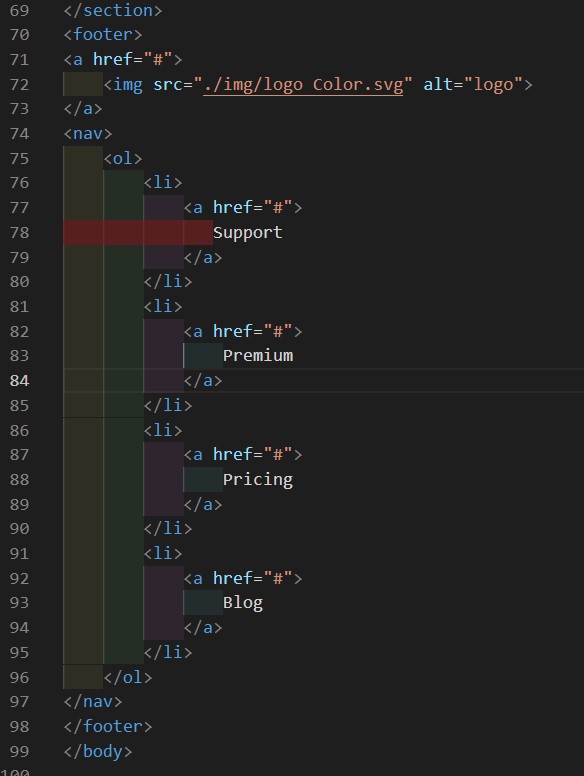 69 </section>
70 <footer>
71 <a href="#">
72     <img src="./img/logo Color.svg" alt="logo">
73 </a>
74 <nav>
75     <ol>
76         <li>
77             <a href="#">
78                Support
79             </a>
80         </li>
81         <li>
82             <a href="#">
83                 Premium
84             </a>
85         </li>
86         <li>
87             <a href="#">
88                 Pricing
89             </a>
90         </li>
91         <li>
92             <a href="#">
93                 Blog
94             </a>
95         </li>
96     </ol>
97 </nav>
98 </footer>
99 </body>
100